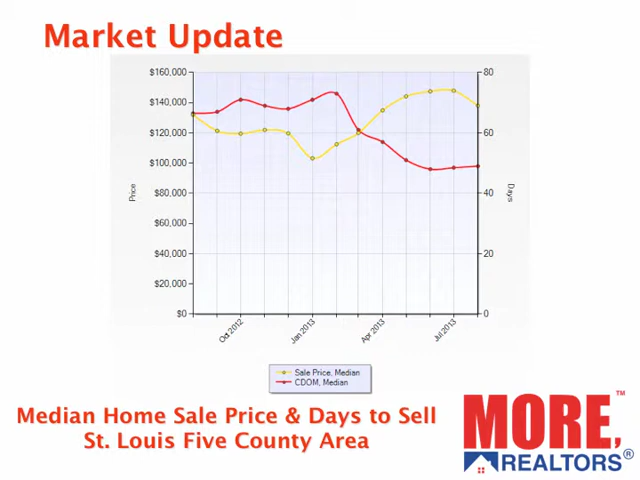 Market Update
$160,000
$140,000
$120,000
$100,000
$80,000
$60,000
$40,000
$20,000
$0
Price
80
60
40
20
0
Days
Oct 2012
Jan 2013
Apr 2013
Jul 2013
Sale Price, Median
CDOM, Median
Median Home Sale Price & Days to Sell
St. Louis Five County Area
MORE,™
REALTORS®